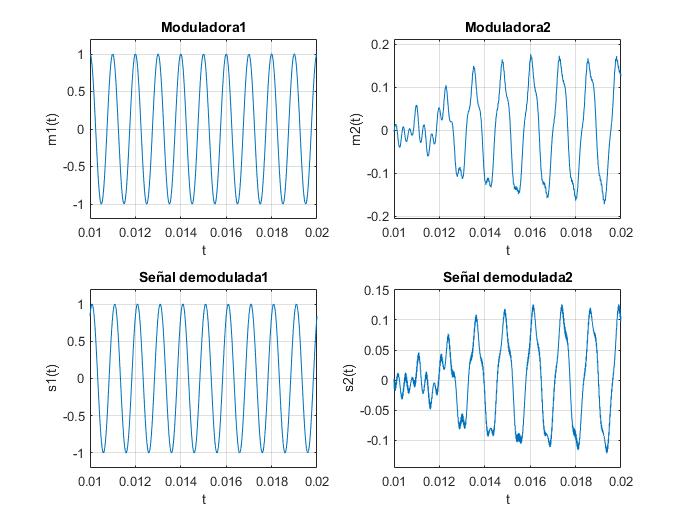 Moduladora1
1
0.5
0
-0.5
-1
m1(t)
0.01 0.012 0.014 0.016 0.018 0.02
t
Moduladora2
0.2
0.1
0
-0.1
-0.2
m2(t)
0.01 0.012 0.014 0.016 0.018 0.02
t
Señal demodulada1
1
0.5
0
-0.5
-1
s1(t)
0.01 0.012 0.014 0.016 0.018 0.02
t
Señal demodulada2
0.15
0.1
0.05
0
-0.05
-0.1
s2(t)
0.01 0.012 0.014 0.016 0.018 0.02
t